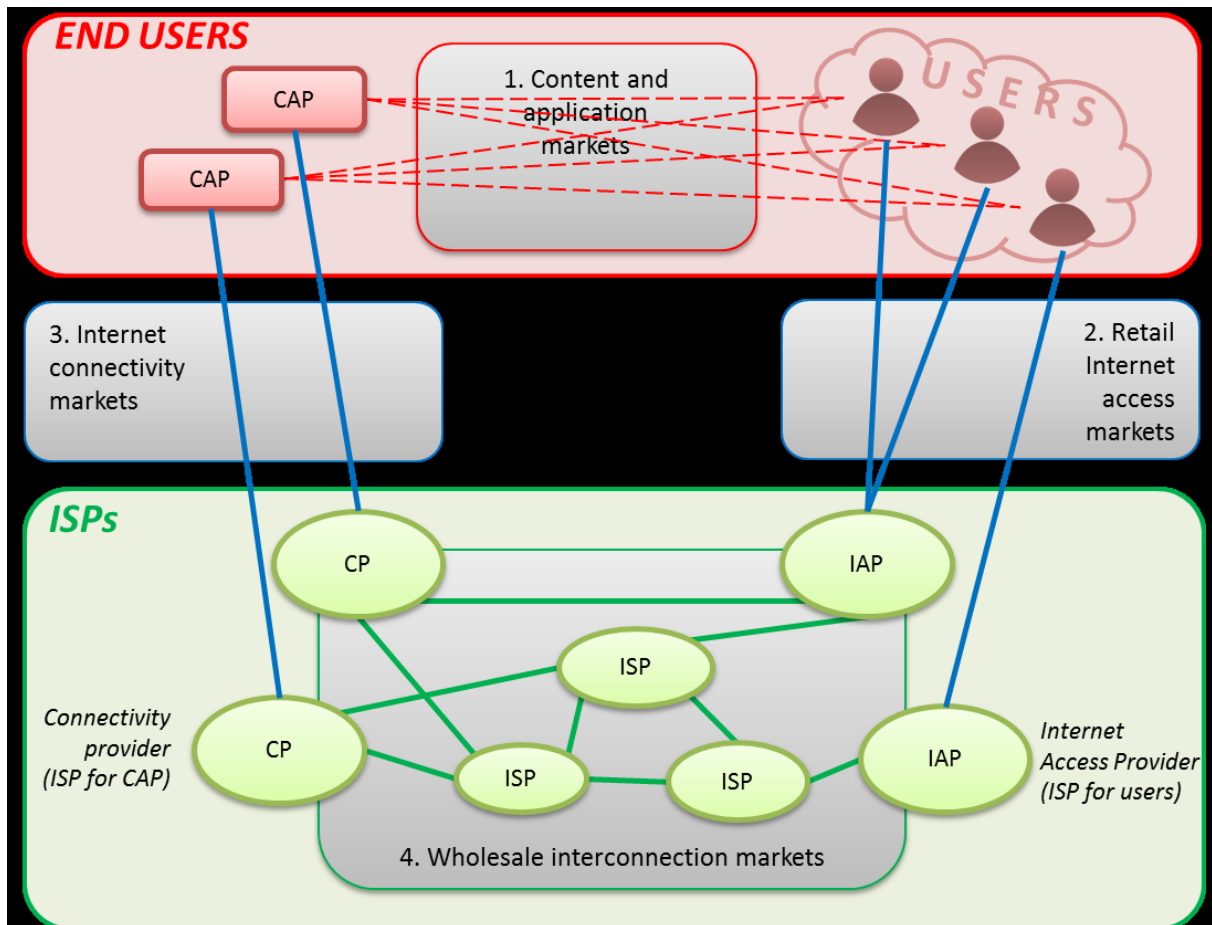 END USERS
CAP
CAP
1. Content and
application
markets
USERS
3. Internet
connectivity
markets
2. Retail
Internet
access
markets
ISPs
CP
IAP
ISP
Connectivity
provider
(ISP for CAP)
CP
ISP
ISP
IAP
Internet
Access Provider
(ISP for users)
4. Wholesale interconnection markets